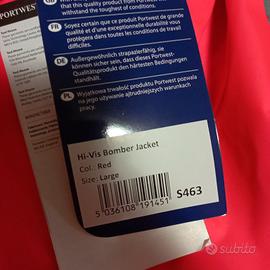 PORTWEST
that this quality product from Por
withstand the toughest of conditions.
FR
Soyez certain que ce produit Portwest de grande
qualité et d'une exceptionnelle durabilité vous
protégera dans toutes les conditions de travail
difficiles.
DE
Außergewöhnlich strapazierfähig, sie
können sicher sein, dass dieses Portwest-
Qualitätsprodukt den härtesten Bedingungen
standhält.
PL
Wyjątkowa trwałość produktu Portwest pozwala
na jego używanie ajtrudniejszych warunkach
pracy.
Hi-Vis Bomber Jacket
Col.: Red
Size: Large
S463
5 036108 191451
subito